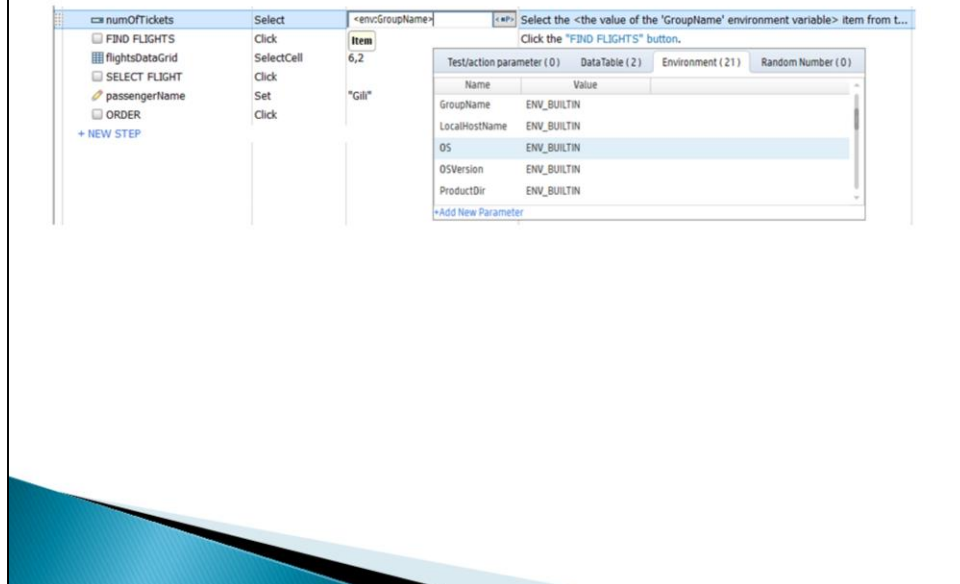 numOfTickets Select <env:GroupName> <#P> Select the <the value of the 'GroupName' environment variable> item from t...
FIND FLIGHTS Click Item Click the "FIND FLIGHTS" button.
flightsDataGrid SelectCell 6,2
SELECT FLIGHT Click
passengerName Set "Gili"
ORDER Click
+ NEW STEP
Test/action parameter ( 0 ) DataTable ( 2 ) Environment ( 21 ) Random Number ( 0 )
Name Value
GroupName ENV_BUILTIN
LocalHostName ENV_BUILTIN
OS ENV_BUILTIN
OSVersion ENV_BUILTIN
ProductDir ENV_BUILTIN
+Add New Parameter